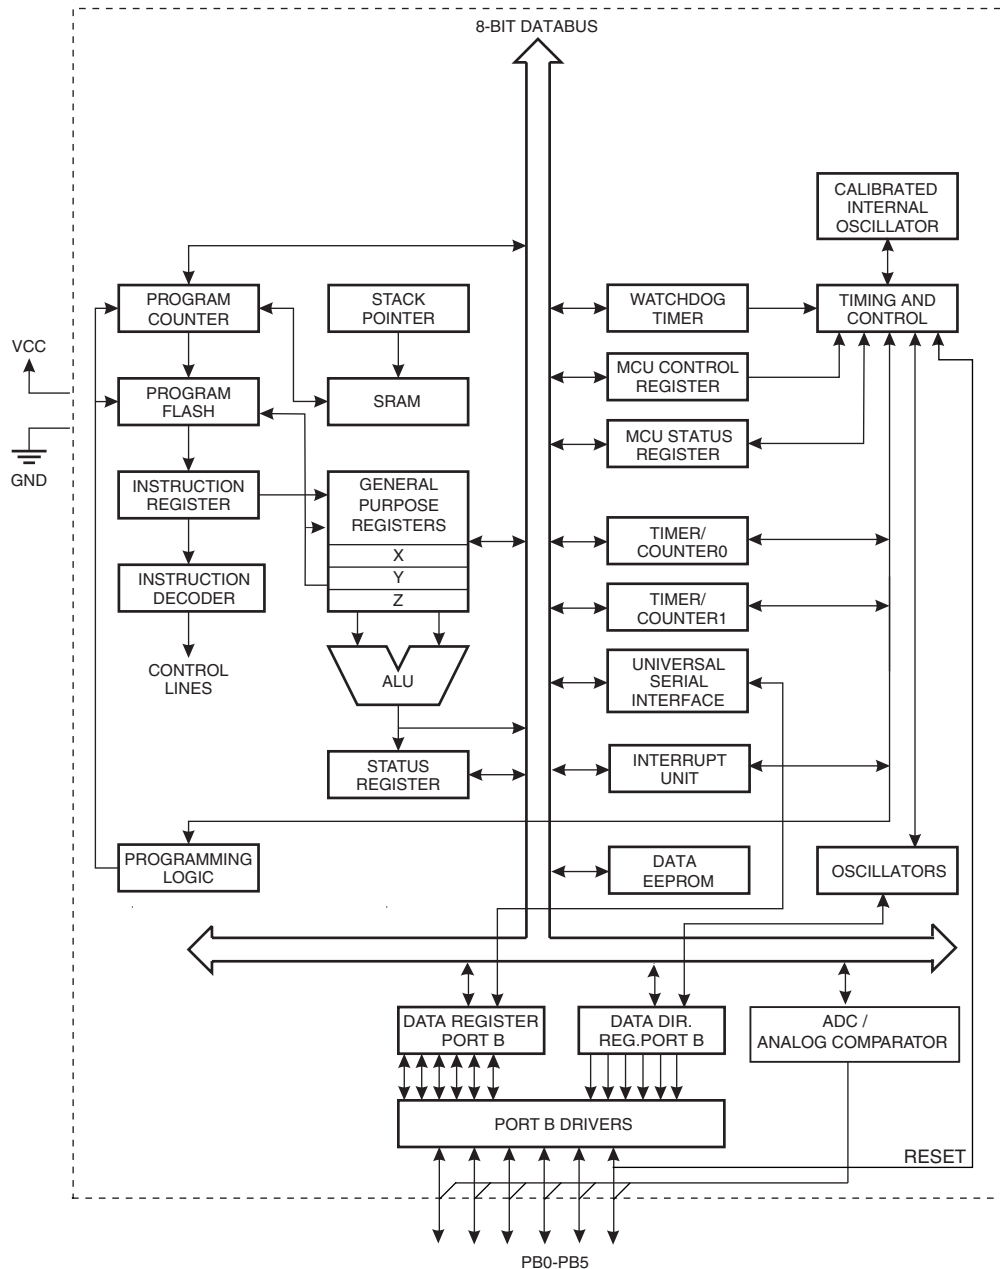 8-BIT DATABUS
CALIBRATED
INTERNAL
OSCILLATOR
PROGRAM
COUNTER
STACK
POINTER
WATCHDOG
TIMER
TIMING AND
CONTROL
VCC
GND
PROGRAM
FLASH
SRAM
MCU CONTROL
REGISTER
MCU STATUS
REGISTER
INSTRUCTION
REGISTER
GENERAL
PURPOSE
REGISTERS
X
Y
Z
TIMER/
COUNTER0
INSTRUCTION
DECODER
TIMER/
COUNTER1
CONTROL
LINES
ALU
UNIVERSAL
SERIAL
INTERFACE
STATUS
REGISTER
INTERRUPT
UNIT
PROGRAMMING
LOGIC
DATA
EEPROM
OSCILLATORS
DATA REGISTER
PORT B
DATA DIR.
REG.PORT B
ADC /
ANALOG COMPARATOR
PORT B DRIVERS
RESET
PB0-PB5